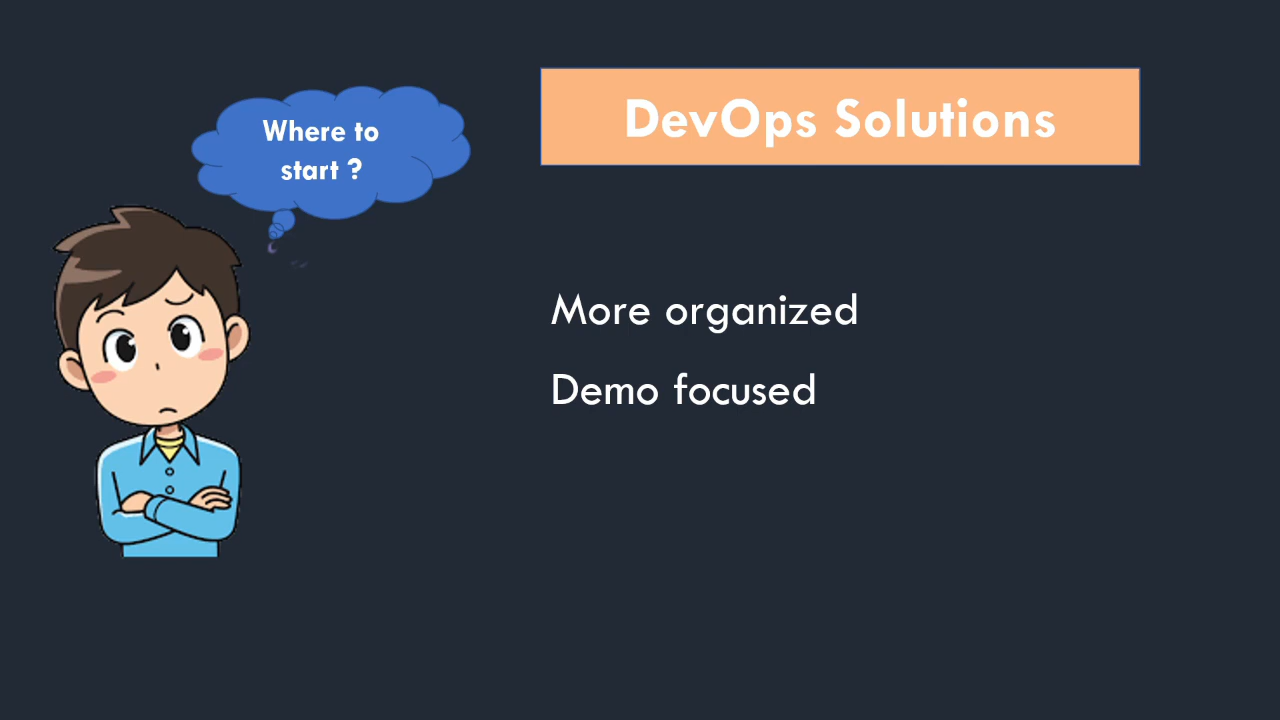 Where to
start ?
DevOps Solutions
More organized
Demo focused